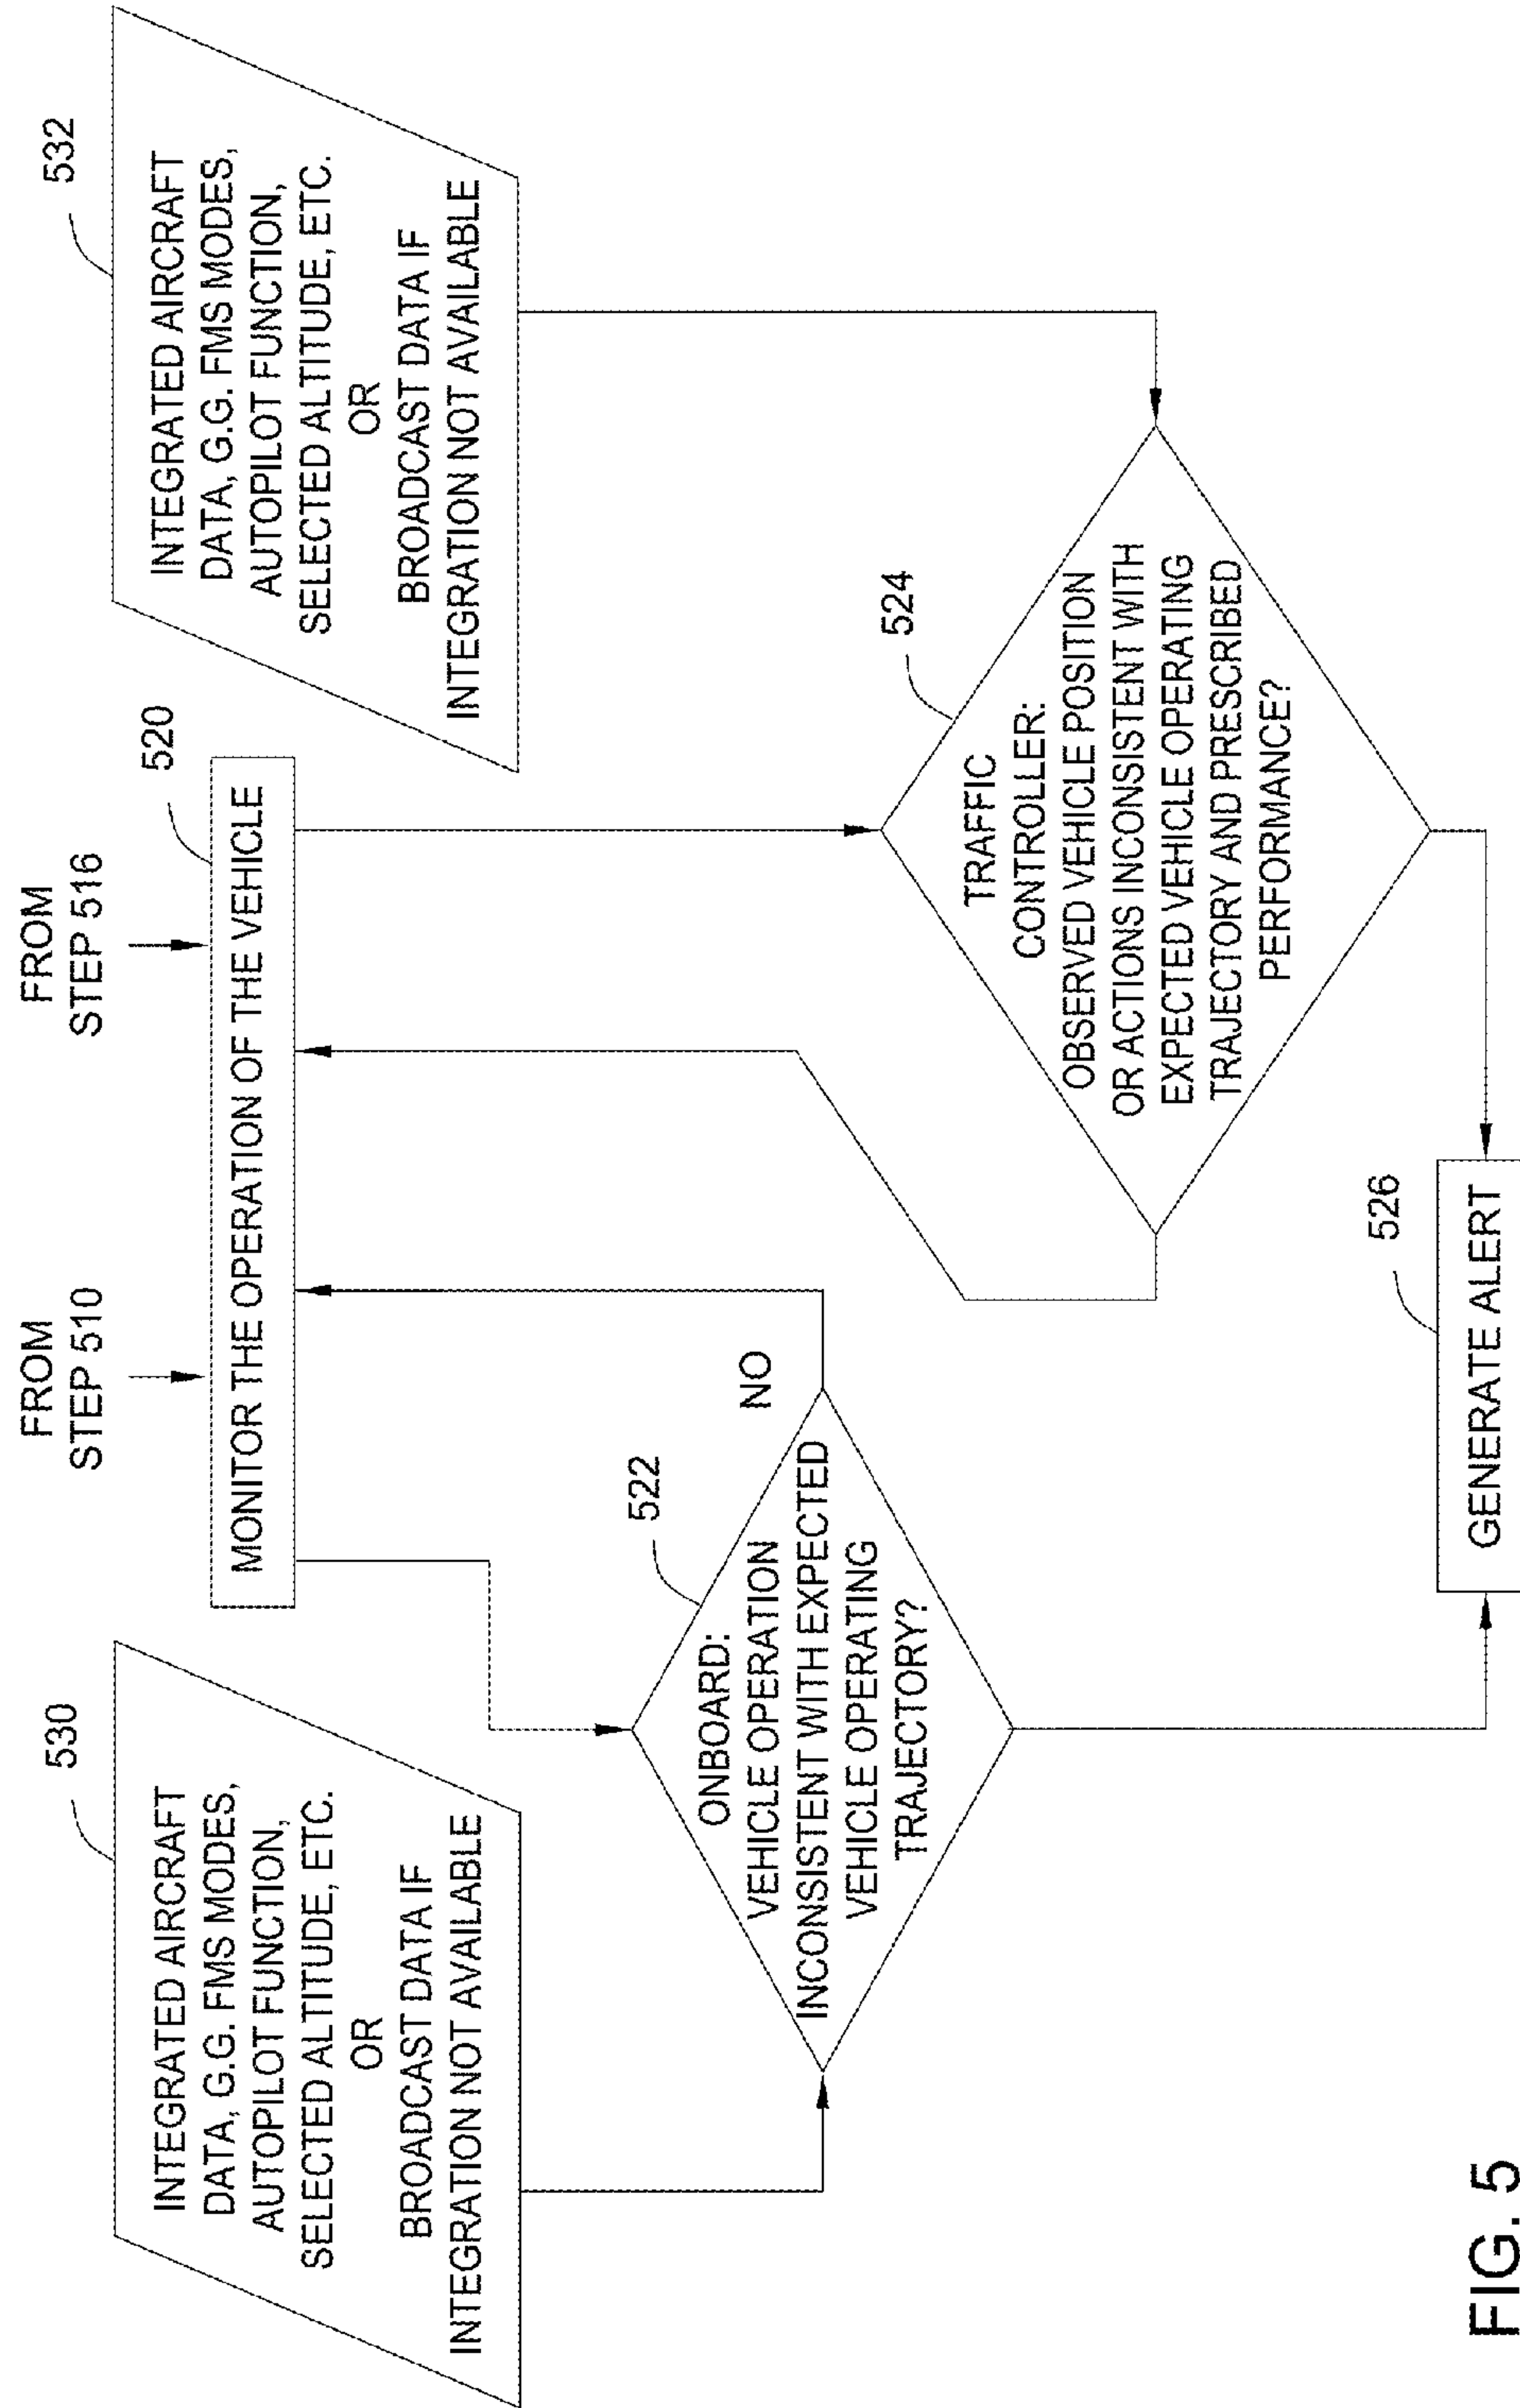 FROM
STEP 510
FROM
STEP 516
530
INTEGRATED AIRCRAFT
DATA, G.G. FMS MODES,
AUTOPILOT FUNCTION,
SELECTED ALTITUDE, ETC.
OR
BROADCAST DATA IF
INTEGRATION NOT AVAILABLE
520
MONITOR THE OPERATION OF THE VEHICLE
532
INTEGRATED AIRCRAFT
DATA, G.G. FMS MODES,
AUTOPILOT FUNCTION,
SELECTED ALTITUDE, ETC.
OR
BROADCAST DATA IF
INTEGRATION NOT AVAILABLE
522
ONBOARD:
VEHICLE OPERATION
INCONSISTENT WITH EXPECTED
VEHICLE OPERATING
TRAJECTORY?
NO
524
TRAFFIC
CONTROLLER:
OBSERVED VEHICLE POSITION
OR ACTIONS INCONSISTENT WITH
EXPECTED VEHICLE OPERATING
TRAJECTORY AND PRESCRIBED
PERFORMANCE?
526
GENERATE ALERT
FIG. 5